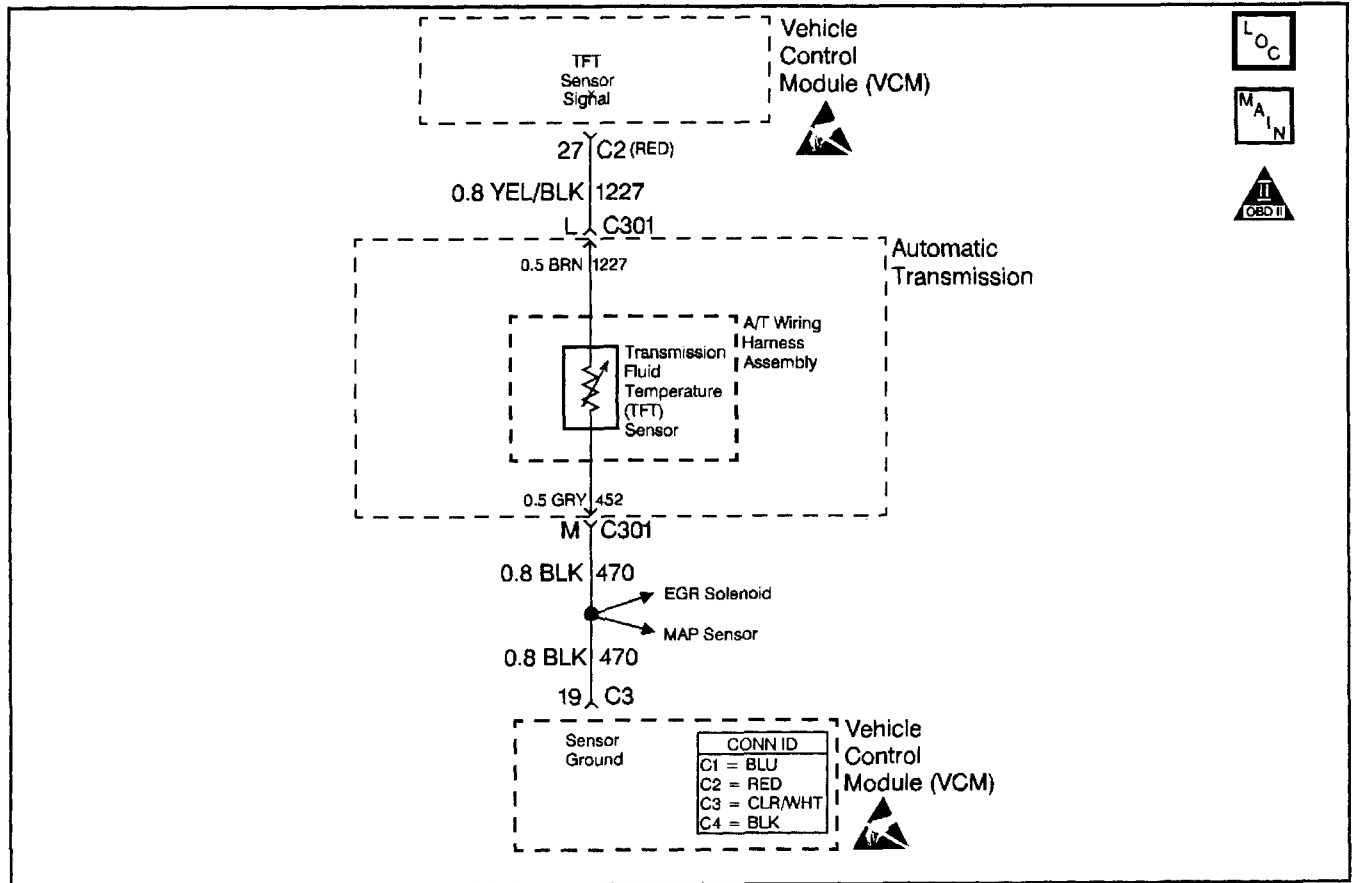 TFT
Sensor
Signal
Vehicle
Control
Module (VCM)
LOC
MAIN
II
OBD II
27 C2 (RED)
0.8 YEL/BLK 1227
L C301
0.5 BRN 1227
Automatic
Transmission
A/T Wiring
Harness
Assembly
Transmission
Fluid
Temperature
(TFT)
Sensor
0.5 GRY 452
M C301
0.8 BLK 470
EGR Solenoid
MAP Sensor
0.8 BLK 470
19 C3
Sensor
Ground
CONN ID
C1 = BLU
C2 = RED
C3 = CLR/WHT
C4 = BLK
Vehicle
Control
Module (VCM)